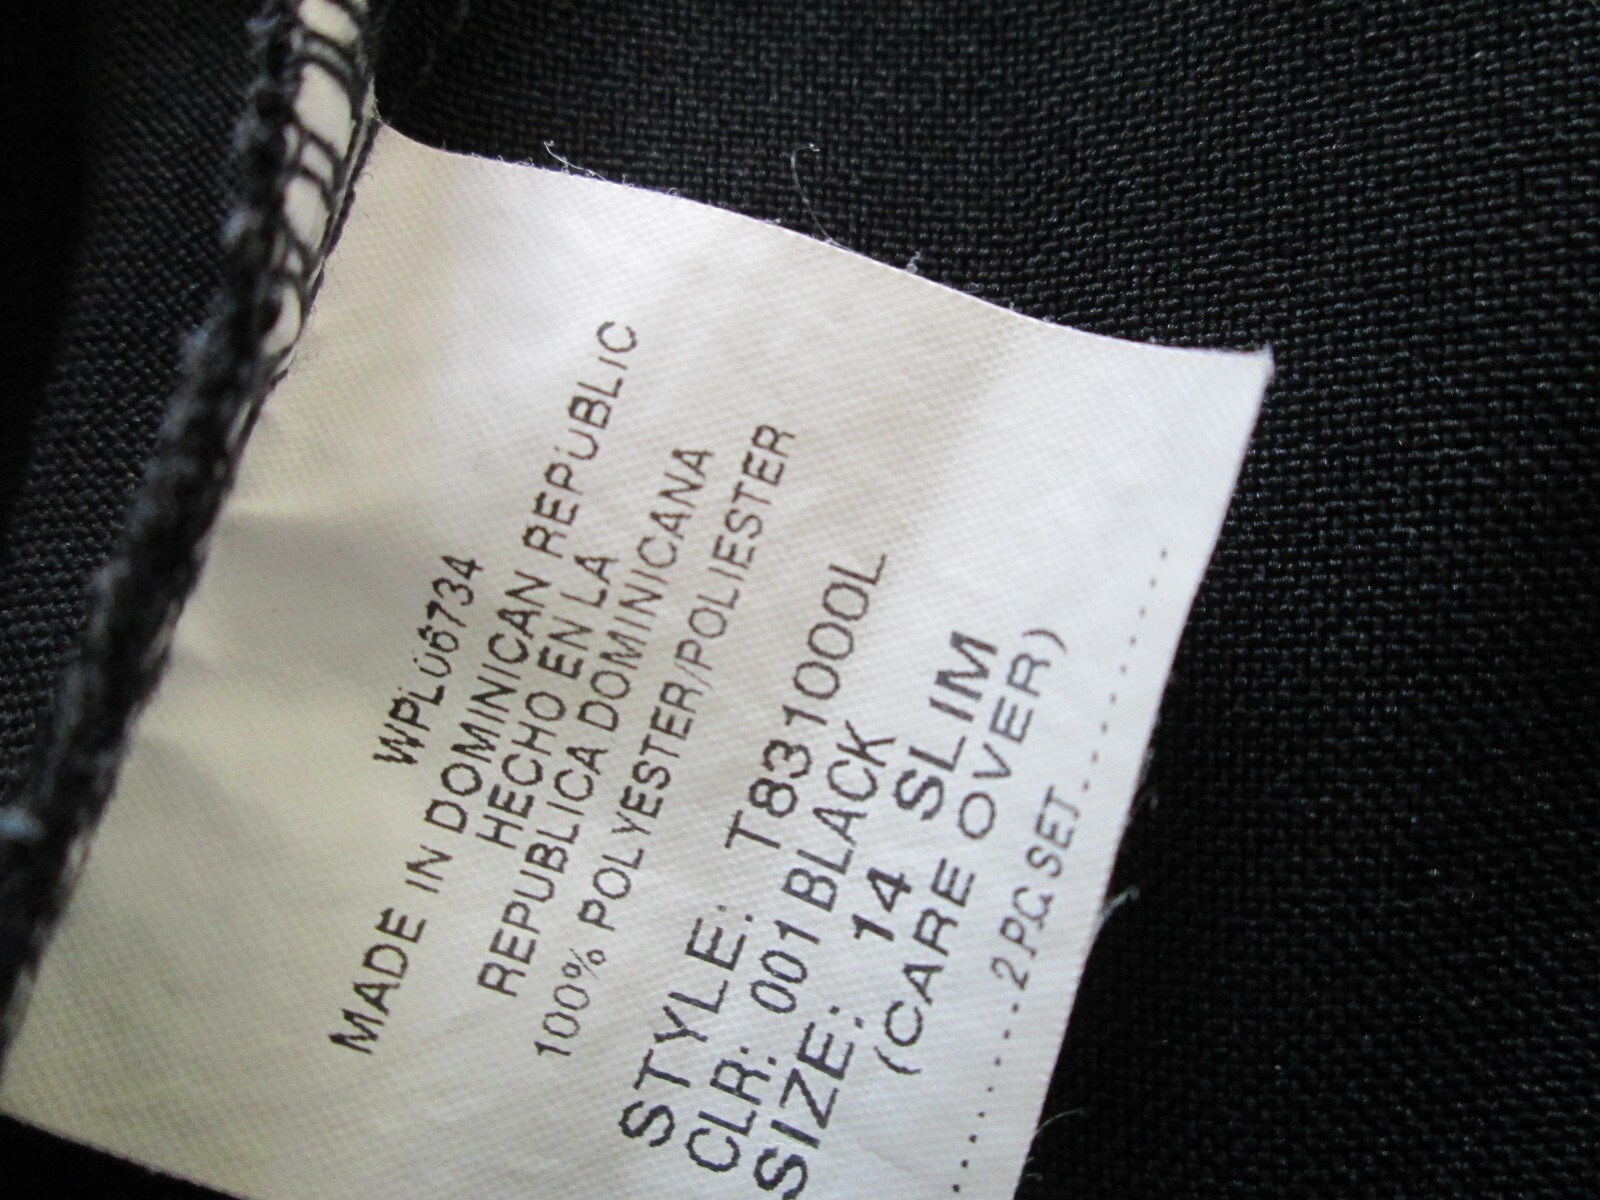 WPL06734
MADE IN DOMINICAN REPUBLIC
HECHO EN LA
REPUBLICA DOMINICANA
100% POLYESTER/POLIESTER
STYLE: T831000L
CLR: 001 BLACK
SIZE: 14 SLIM
(CARE OVER)
.......2.P.C. SET........